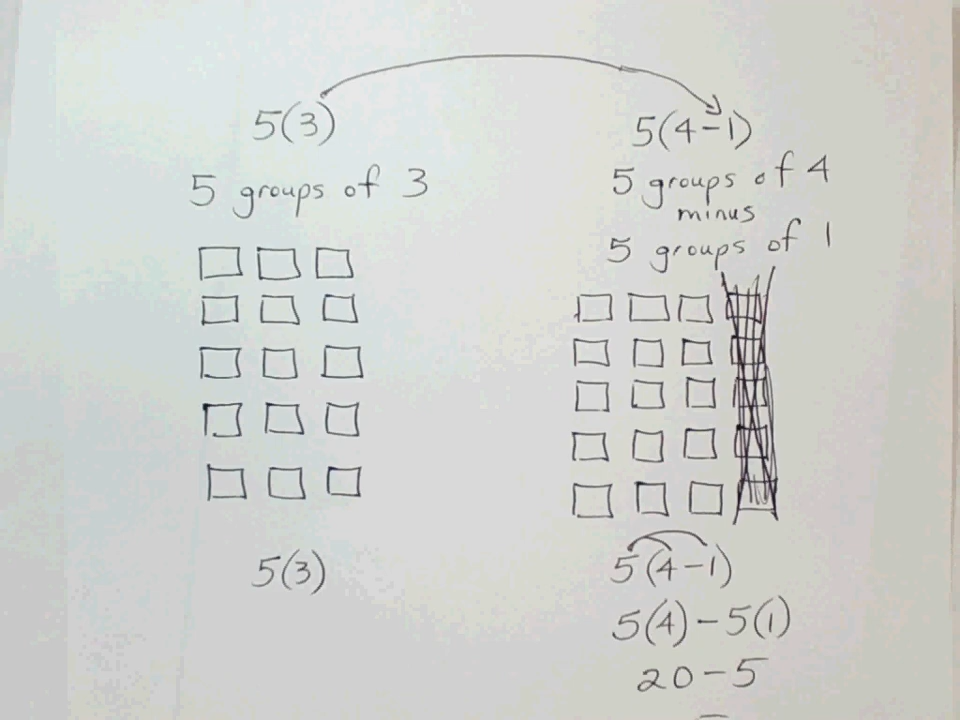 5(3)
5 groups of 3
5(3)
5(4-1)
5 groups of 4
minus
5 groups of 1
5(4-1)
5(4)-5(1)
20-5